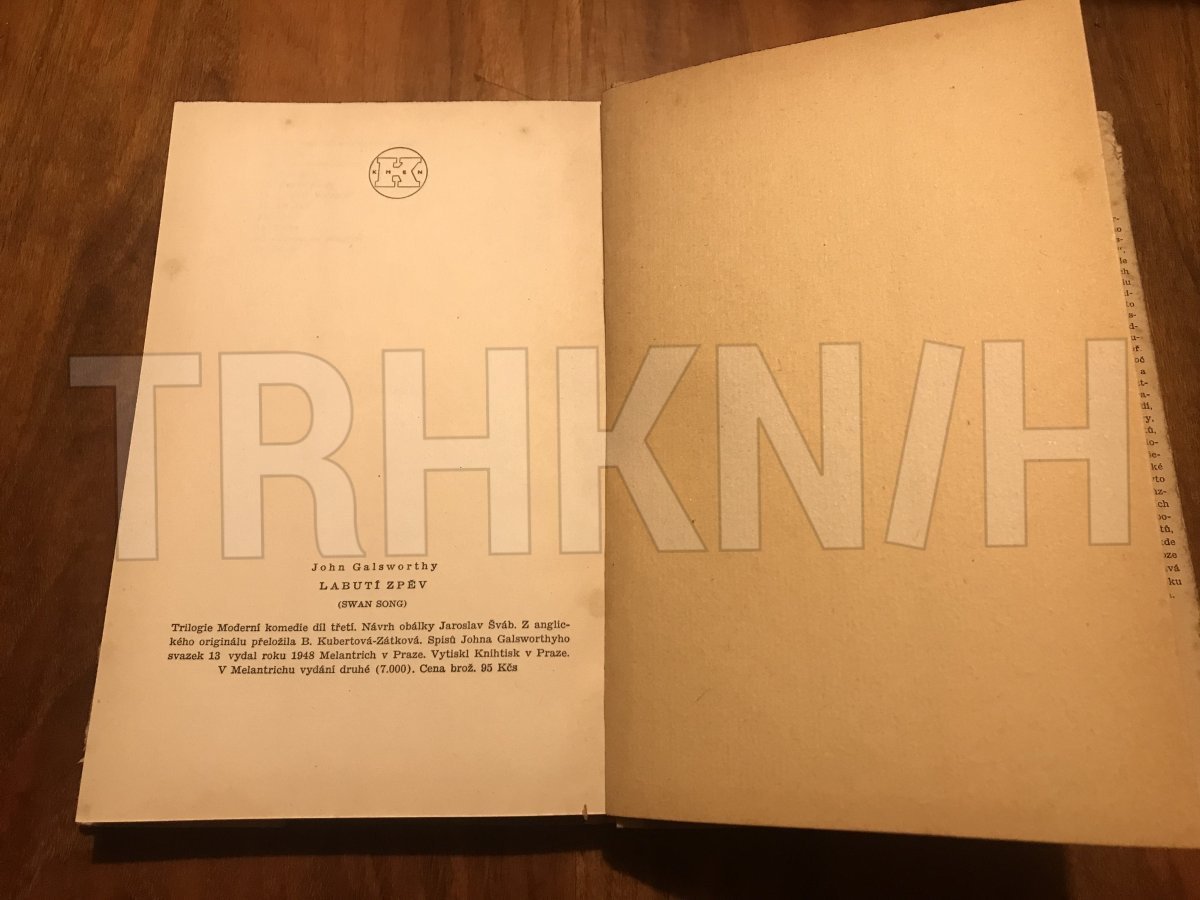 KMEN
TRHKN/H
John Galsworthy
LABUTÍ ZPĚV
(SWAN SONG)
Trilogie Moderní komedie díl třetí. Návrh obálky Jaroslav Šváb. Z anglic-
kého originálu přeložila B. Kubertová-Zátková. Spisů Johna Galsworthyho
svazek 13 vydal roku 1948 Melantrich v Praze. Vytiskl Knihtisk v Praze.
V Melantrichu vydání druhé (7.000). Cena brož. 95 Kčs